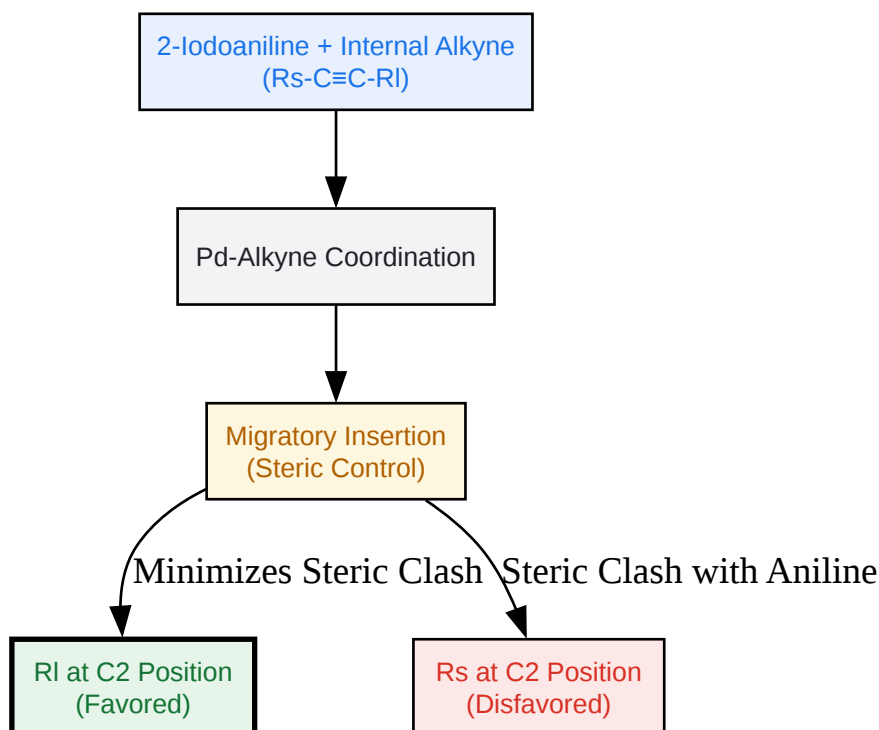 2-Iodoaniline + Internal Alkyne
(Rs-C≡C-Rl)
Pd-Alkyne Coordination
Migratory Insertion
(Steric Control)
Minimizes Steric Clash
Steric Clash with Aniline
Rl at C2 Position
(Favored)
Rs at C2 Position
(Disfavored)